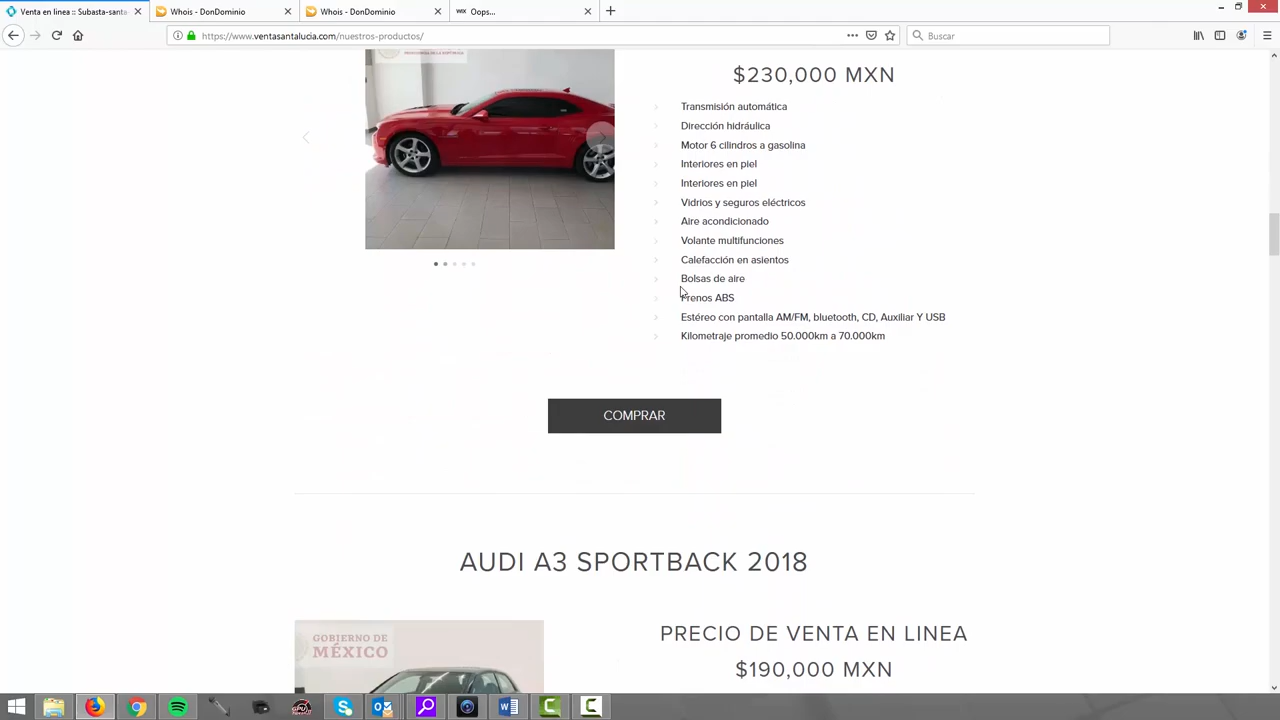 Venta en linea :: Subasta-santa-
Whois - DonDominio
Whois - DonDominio
WIX Oops...
https://www.ventasantalucia.com/nuestros-productos/
Buscar
$230,000 MXN
Transmisión automática
Dirección hidráulica
Motor 6 cilindros a gasolina
Interiores en piel
Interiores en piel
Vidrios y seguros eléctricos
Aire acondicionado
Volante multifunciones
Calefacción en asientos
Bolsas de aire
Frenos ABS
Estéreo con pantalla AM/FM, bluetooth, CD, Auxiliar Y USB
Kilometraje promedio 50.000km a 70.000km
COMPRAR
AUDI A3 SPORTBACK 2018
GOBIERNO DE
MÉXICO
PRECIO DE VENTA EN LINEA
$190,000 MXN